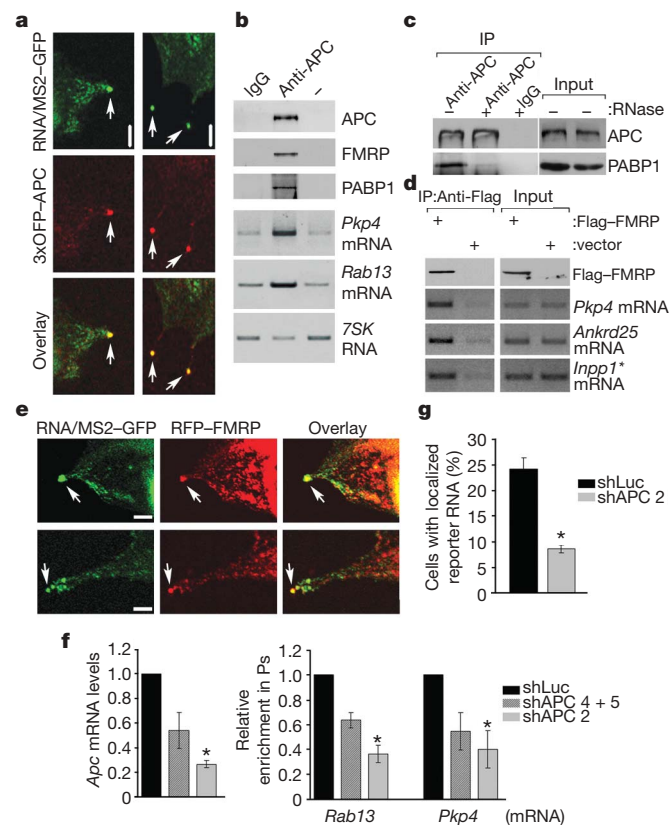 a
RNA/MS2–GFP
3xOFP–APC
Overlay
b
IgG
Anti-APC
–
APC
FMRP
PABP1
Pkp4
mRNA
Rab13
mRNA
7SK
RNA
c
IP
Anti-APC
Anti-APC
IgG
Input
– + + – – :RNase
APC
PABP1
d
IP:Anti-Flag
Input
+ + :Flag–FMRP
+ + :vector
Flag–FMRP
Pkp4 mRNA
Ankrd25
mRNA
Inpp1*
mRNA
e
RNA/MS2–GFP RFP–FMRP Overlay
g
Cells with localized
reporter RNA (%)
30
25
20
15
10
5
0
*
shLuc
shAPC 2
f
Apc mRNA levels
1.2
1.0
0.8
0.6
0.4
0.2
0
*
Relative
enrichment in Ps
1.2
1.0
0.8
0.6
0.4
0.2
0
*
*
shLuc
shAPC 4 + 5
shAPC 2
Rab13 Pkp4 (mRNA)